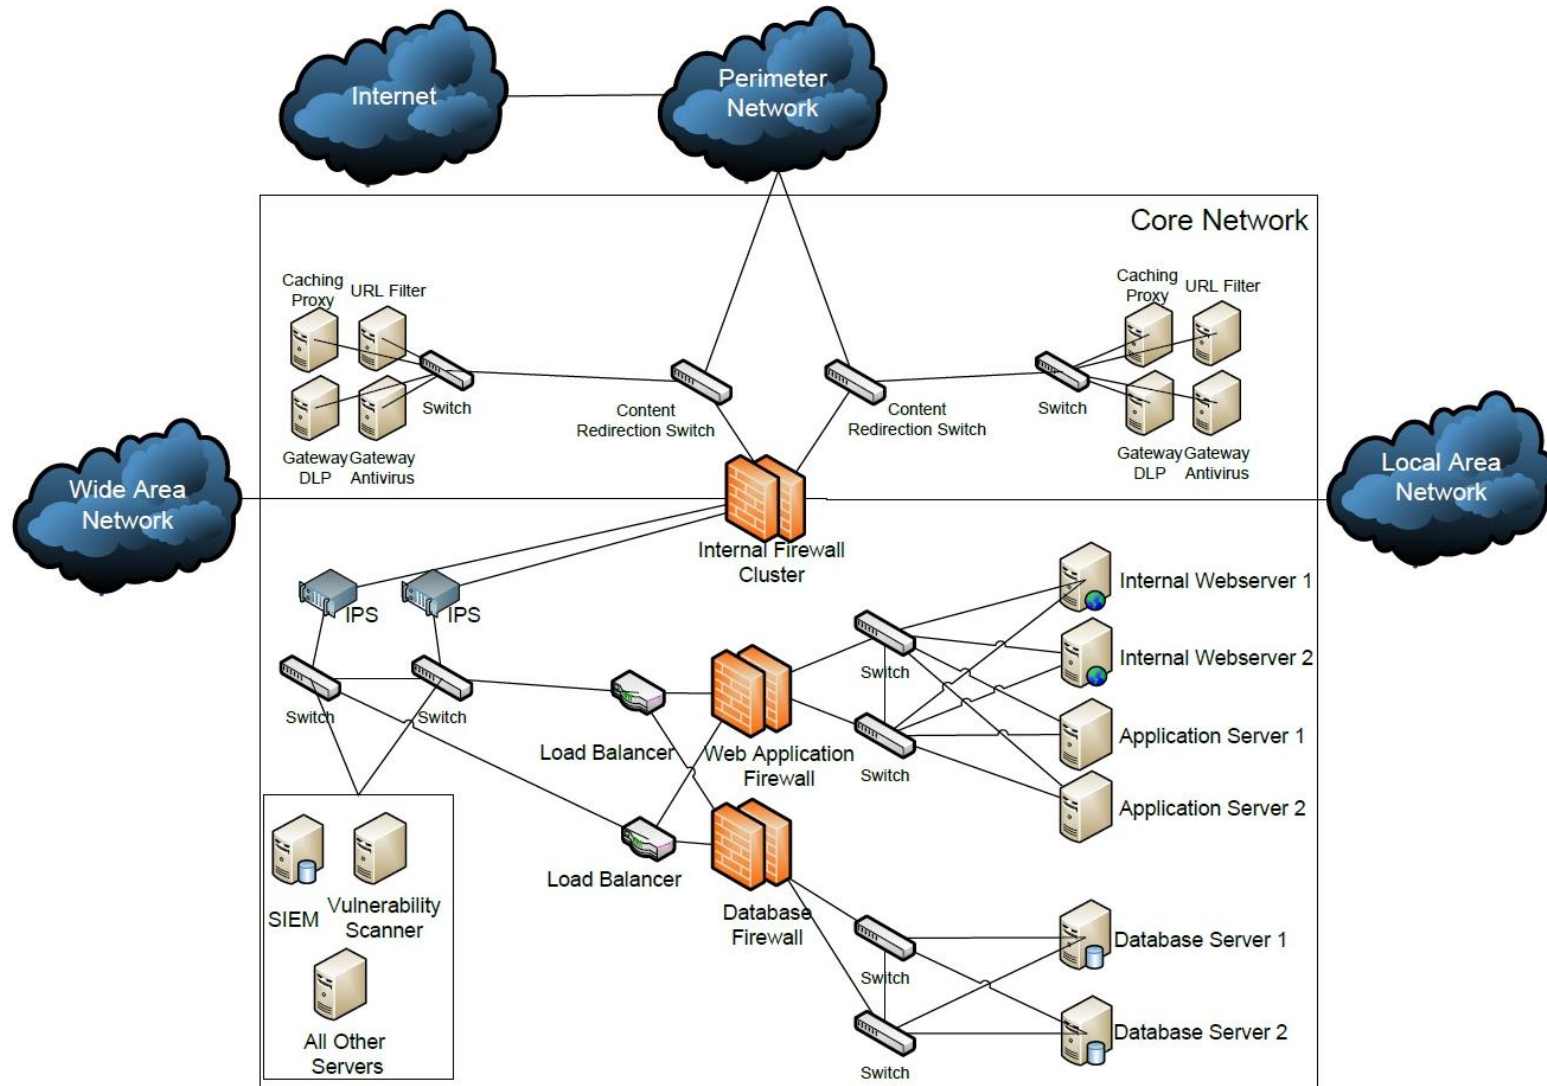 Internet
Perimeter
Network
Core Network
Caching
Proxy
URL Filter
Switch
Gateway
DLP
Gateway
Antivirus
Content
Redirection Switch
Content
Redirection Switch
Caching
Proxy
URL Filter
Switch
Gateway
DLP
Gateway
Antivirus
Wide Area
Network
Local Area
Network
Internal Firewall
Cluster
IPS
IPS
Switch
Switch
Load Balancer
Web Application
Firewall
Switch
Switch
Internal Webserver 1
Internal Webserver 2
Application Server 1
Application Server 2
Load Balancer
Database
Firewall
Switch
Switch
Database Server 1
Database Server 2
SIEM
Vulnerability
Scanner
All Other
Servers